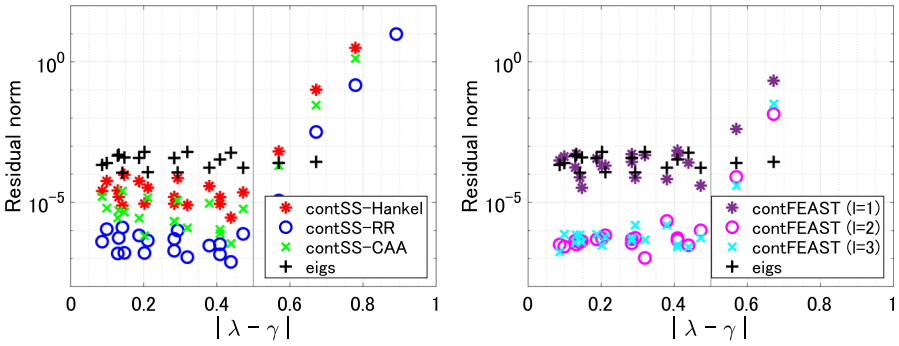 Residual norm
10^0
10^-5
contSS-Hankel
contSS-RR
contSS-CAA
eigs
0 0.2 0.4 0.6 0.8 1
| λ − γ |
Residual norm
10^0
10^-5
contFEAST (l=1)
contFEAST (l=2)
contFEAST (l=3)
eigs
0 0.2 0.4 0.6 0.8 1
| λ − γ |